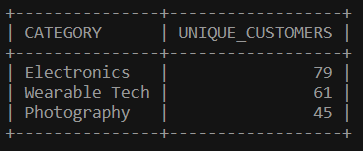 CATEGORY UNIQUE_CUSTOMERS
Electronics 79
Wearable Tech 61
Photography 45